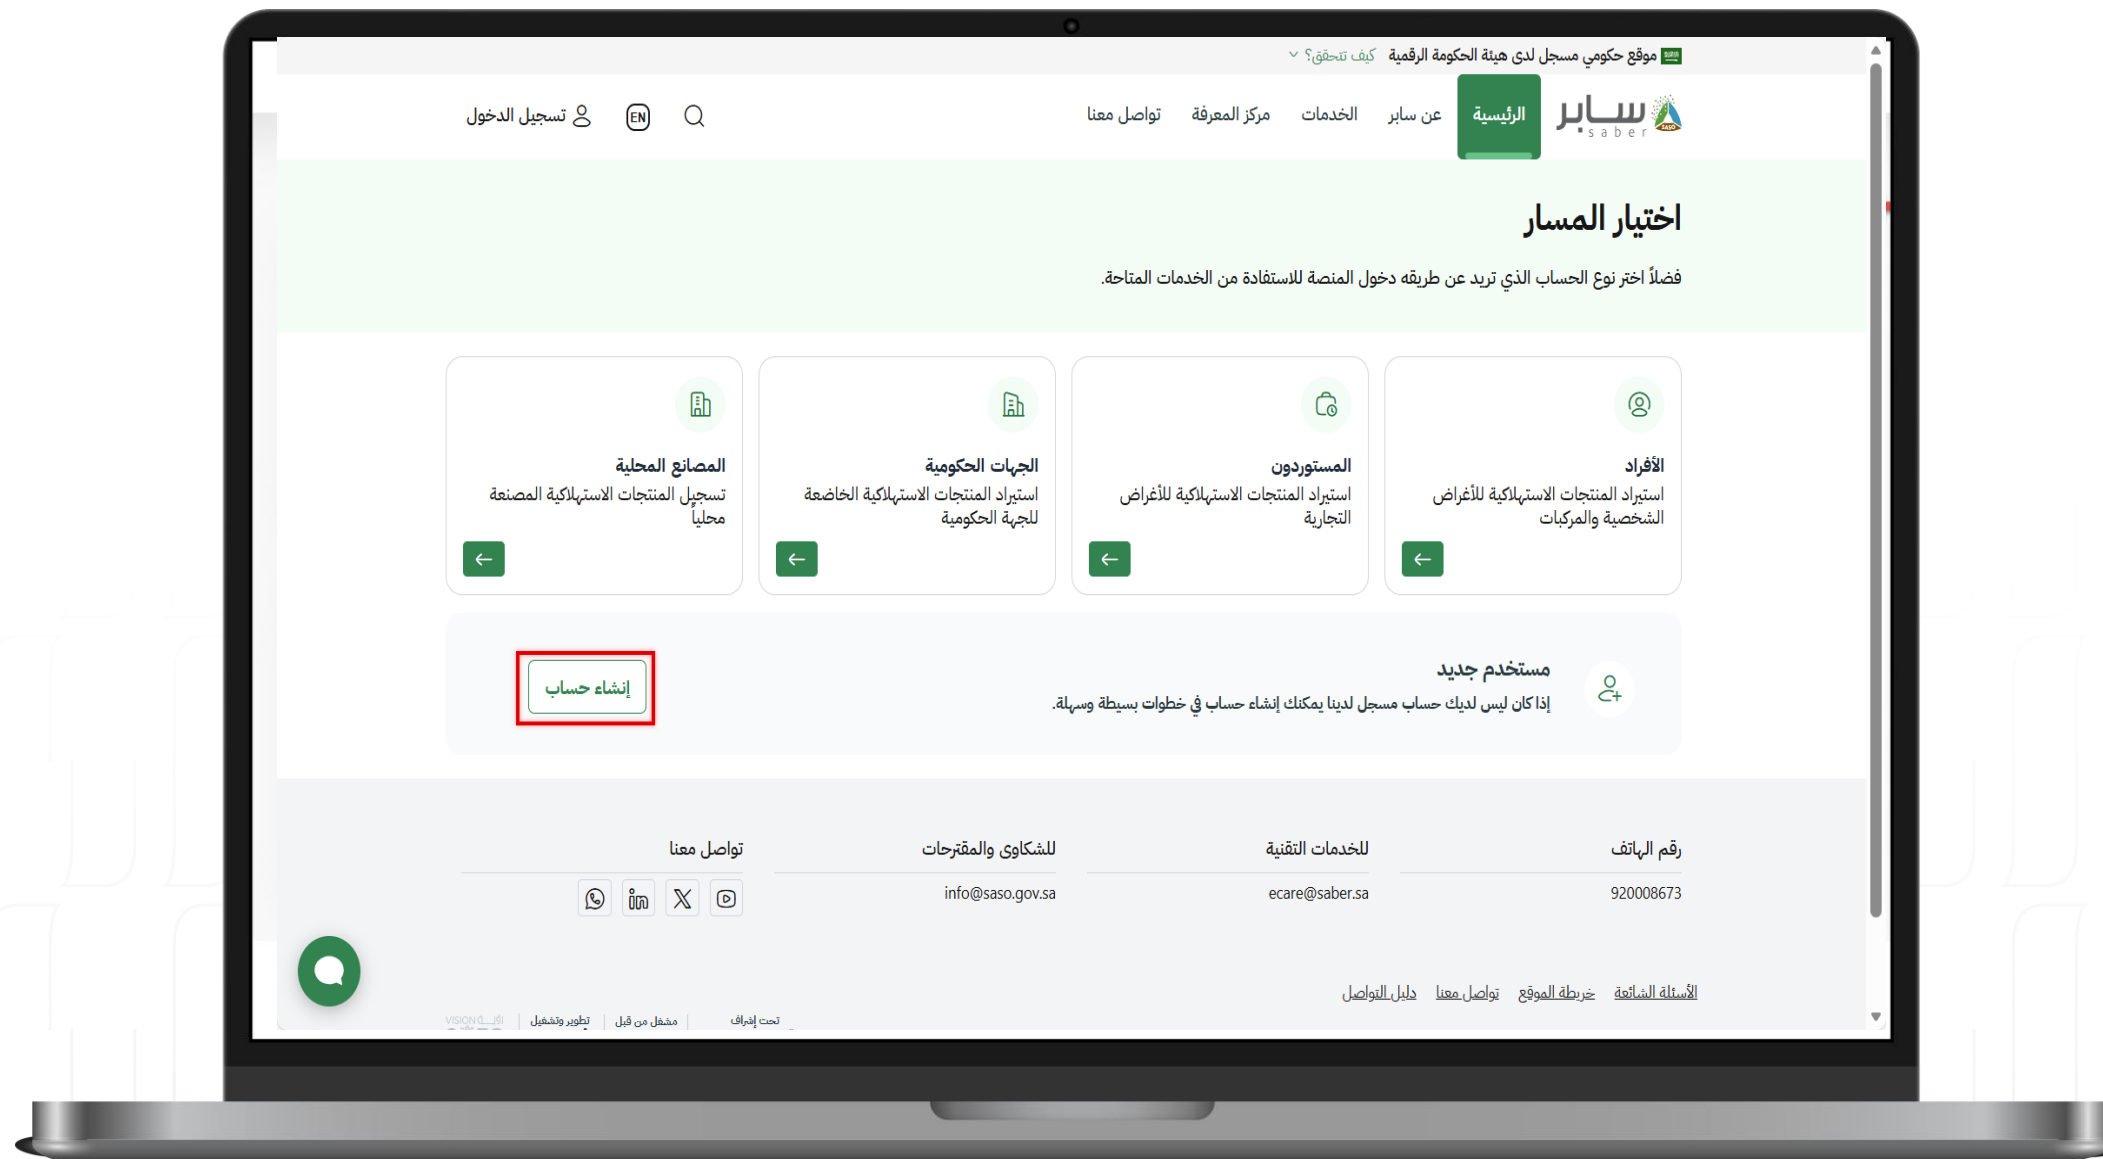 موقع حكومي مسجل لدى هيئة الحكومة الرقمية كيف تتحقق؟
سابر
saber
SASO
الرئيسية
عن سابر
الخدمات
مركز المعرفة
تواصل معنا
EN
تسجيل الدخول
اختيار المسار
فضلاً اختر نوع الحساب الذي تريد عن طريقه دخول المنصة للاستفادة من الخدمات المتاحة.
الأفراد
استيراد المنتجات الاستهلاكية للأغراض
الشخصية والمركبات
المستوردون
استيراد المنتجات الاستهلاكية للأغراض
التجارية
الجهات الحكومية
استيراد المنتجات الاستهلاكية الخاضعة
للجهة الحكومية
المصانع المحلية
تسجيل المنتجات الاستهلاكية المصنعة
محلياً
مستخدم جديد
إذا كان ليس لديك حساب مسجل لدينا يمكنك إنشاء حساب في خطوات بسيطة وسهلة.
إنشاء حساب
رقم الهاتف
920008673
للخدمات التقنية
ecare@saber.sa
للشكاوى والمقترحات
info@saso.gov.sa
تواصل معنا
الأسئلة الشائعة خريطة الموقع تواصل معنا دليل التواصل
تحت إشراف
مشغل من قبل
تطوير وتشغيل
VISION رؤيــــة